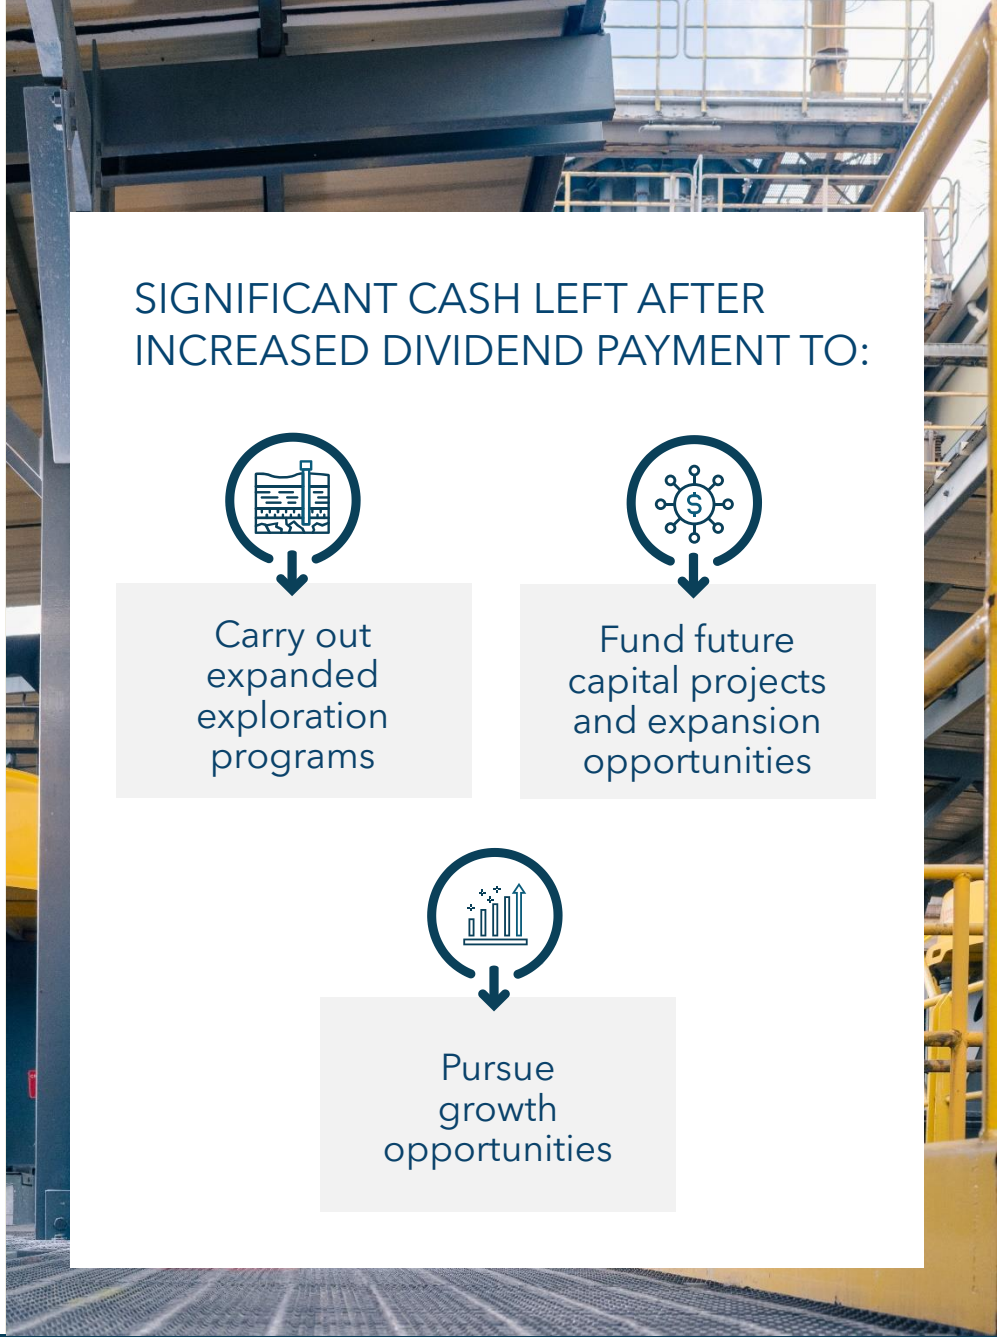 SIGNIFICANT CASH LEFT AFTER
INCREASED DIVIDEND PAYMENT TO:
Carry out
expanded
exploration
programs
Fund future
capital projects
and expansion
opportunities
Pursue
growth
opportunities